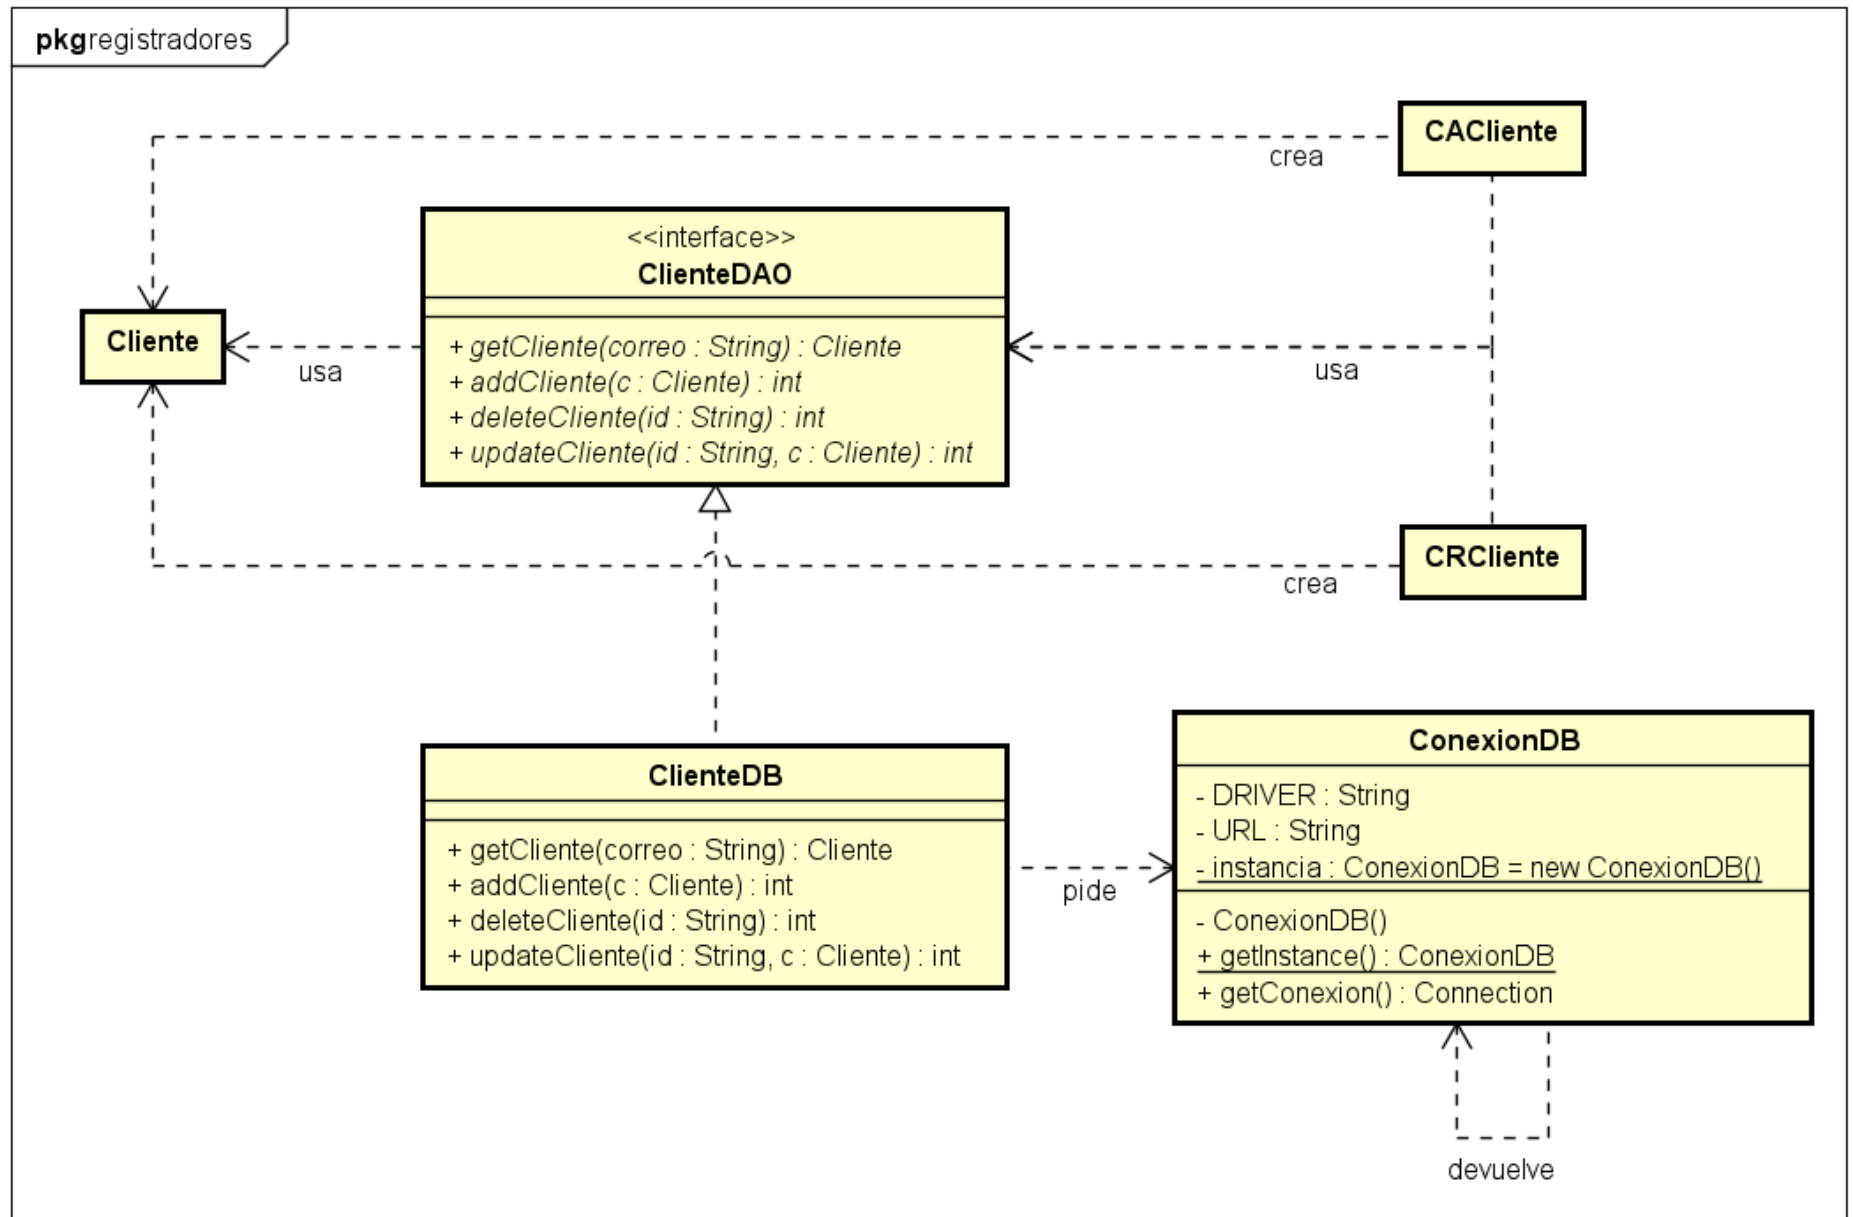 pkg registradores
CACliente
crea
<<interface>>
ClienteDAO
+ getCliente(correo : String) : Cliente
+ addCliente(c : Cliente) : int
+ deleteCliente(id : String) : int
+ updateCliente(id : String, c : Cliente) : int
Cliente
usa
usa
CRCliente
crea
ClienteDB
+ getCliente(correo : String) : Cliente
+ addCliente(c : Cliente) : int
+ deleteCliente(id : String) : int
+ updateCliente(id : String, c : Cliente) : int
pide
ConexionDB
- DRIVER : String
- URL : String
- instancia : ConexionDB = new ConexionDB()
- ConexionDB()
+ getInstance() : ConexionDB
+ getConexion() : Connection
devuelve